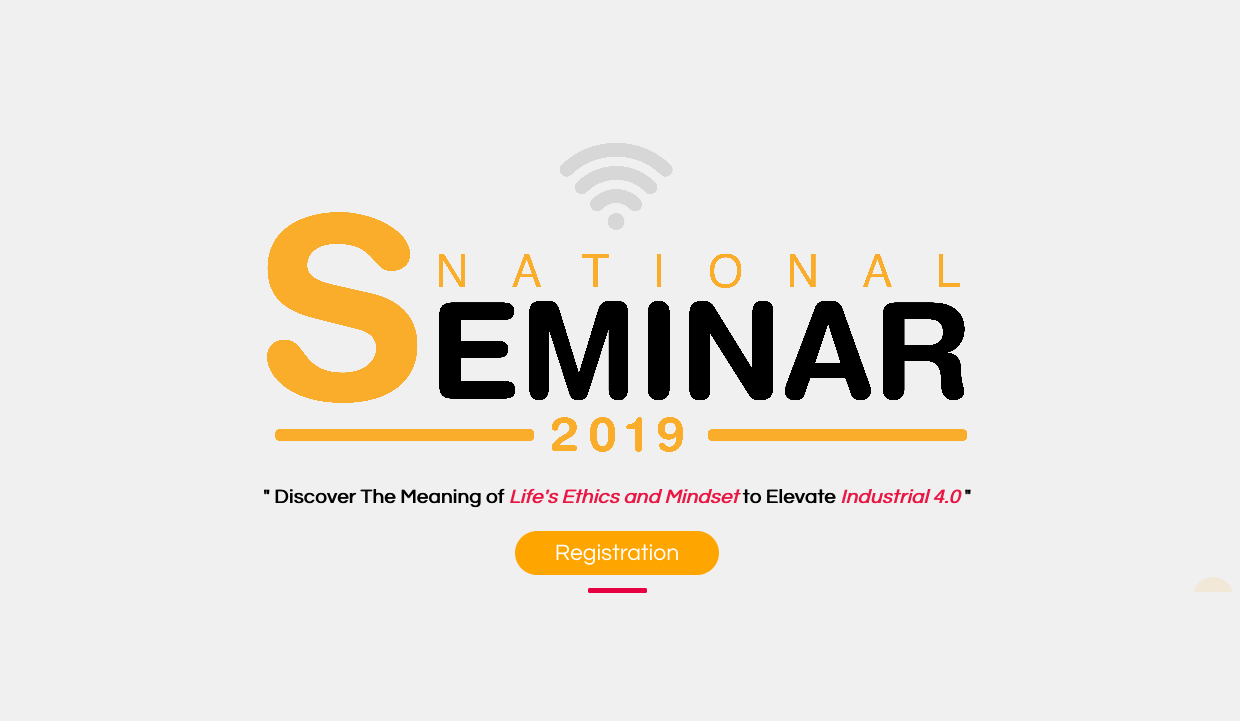 NATIONAL
SEMINAR
2019
" Discover The Meaning of Life's Ethics and Mindset to Elevate Industrial 4.0 "
Registration